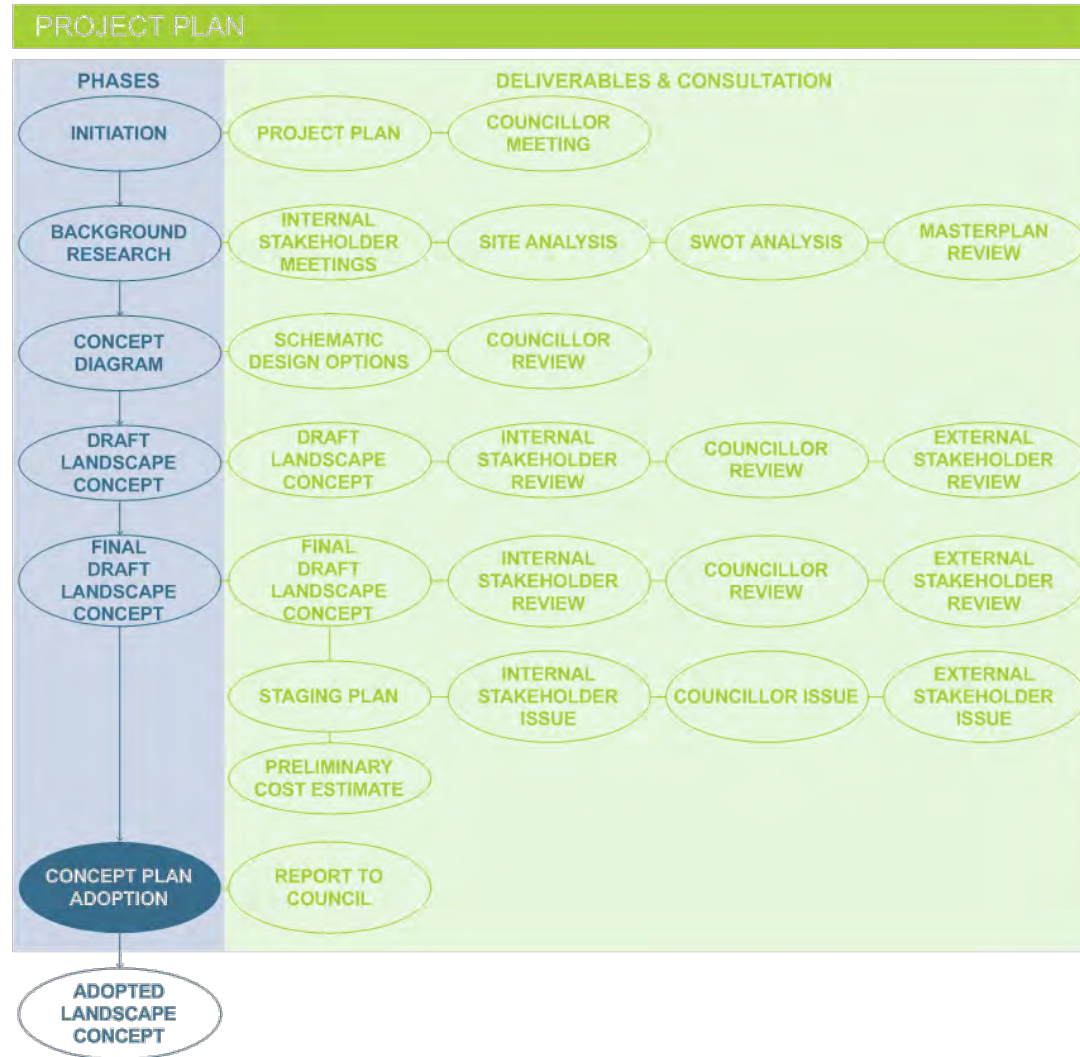 PROJECT PLAN
PHASES
DELIVERABLES & CONSULTATION
INITIATION
PROJECT PLAN
COUNCILLOR
MEETING
BACKGROUND
RESEARCH
INTERNAL
STAKEHOLDER
MEETINGS
SITE ANALYSIS
SWOT ANALYSIS
MASTERPLAN
REVIEW
CONCEPT
DIAGRAM
SCHEMATIC
DESIGN OPTIONS
COUNCILLOR
REVIEW
DRAFT
LANDSCAPE
CONCEPT
DRAFT
LANDSCAPE
CONCEPT
INTERNAL
STAKEHOLDER
REVIEW
COUNCILLOR
REVIEW
EXTERNAL
STAKEHOLDER
REVIEW
FINAL
DRAFT
LANDSCAPE
CONCEPT
FINAL
DRAFT
LANDSCAPE
CONCEPT
INTERNAL
STAKEHOLDER
REVIEW
COUNCILLOR
REVIEW
EXTERNAL
STAKEHOLDER
REVIEW
STAGING PLAN
INTERNAL
STAKEHOLDER
ISSUE
COUNCILLOR ISSUE
EXTERNAL
STAKEHOLDER
ISSUE
PRELIMINARY
COST ESTIMATE
CONCEPT PLAN
ADOPTION
REPORT TO
COUNCIL
ADOPTED
LANDSCAPE
CONCEPT